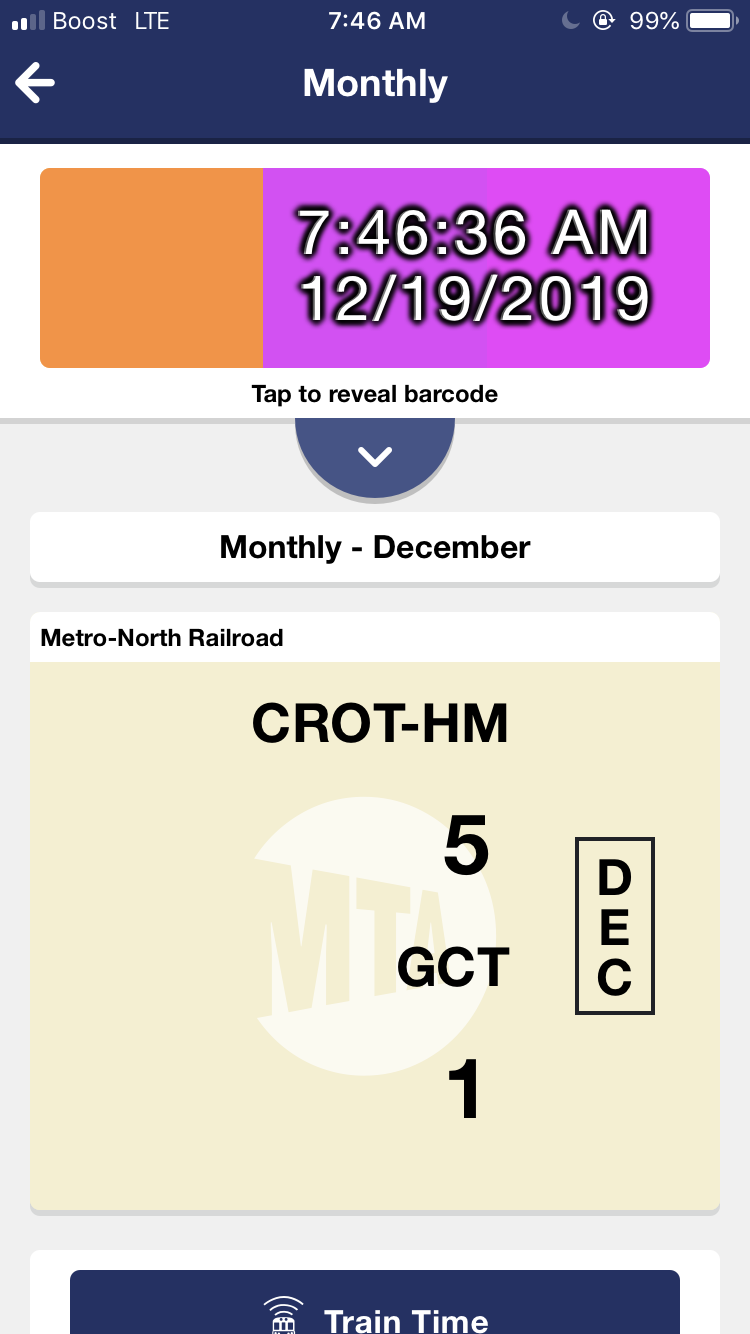 Boost LTE 7:46 AM 99%
Monthly
7:46:36 AM
12/19/2019
Tap to reveal barcode
Monthly - December
Metro-North Railroad
CROT-HM
5
MTA
GCT
1
D
E
C
Train Time